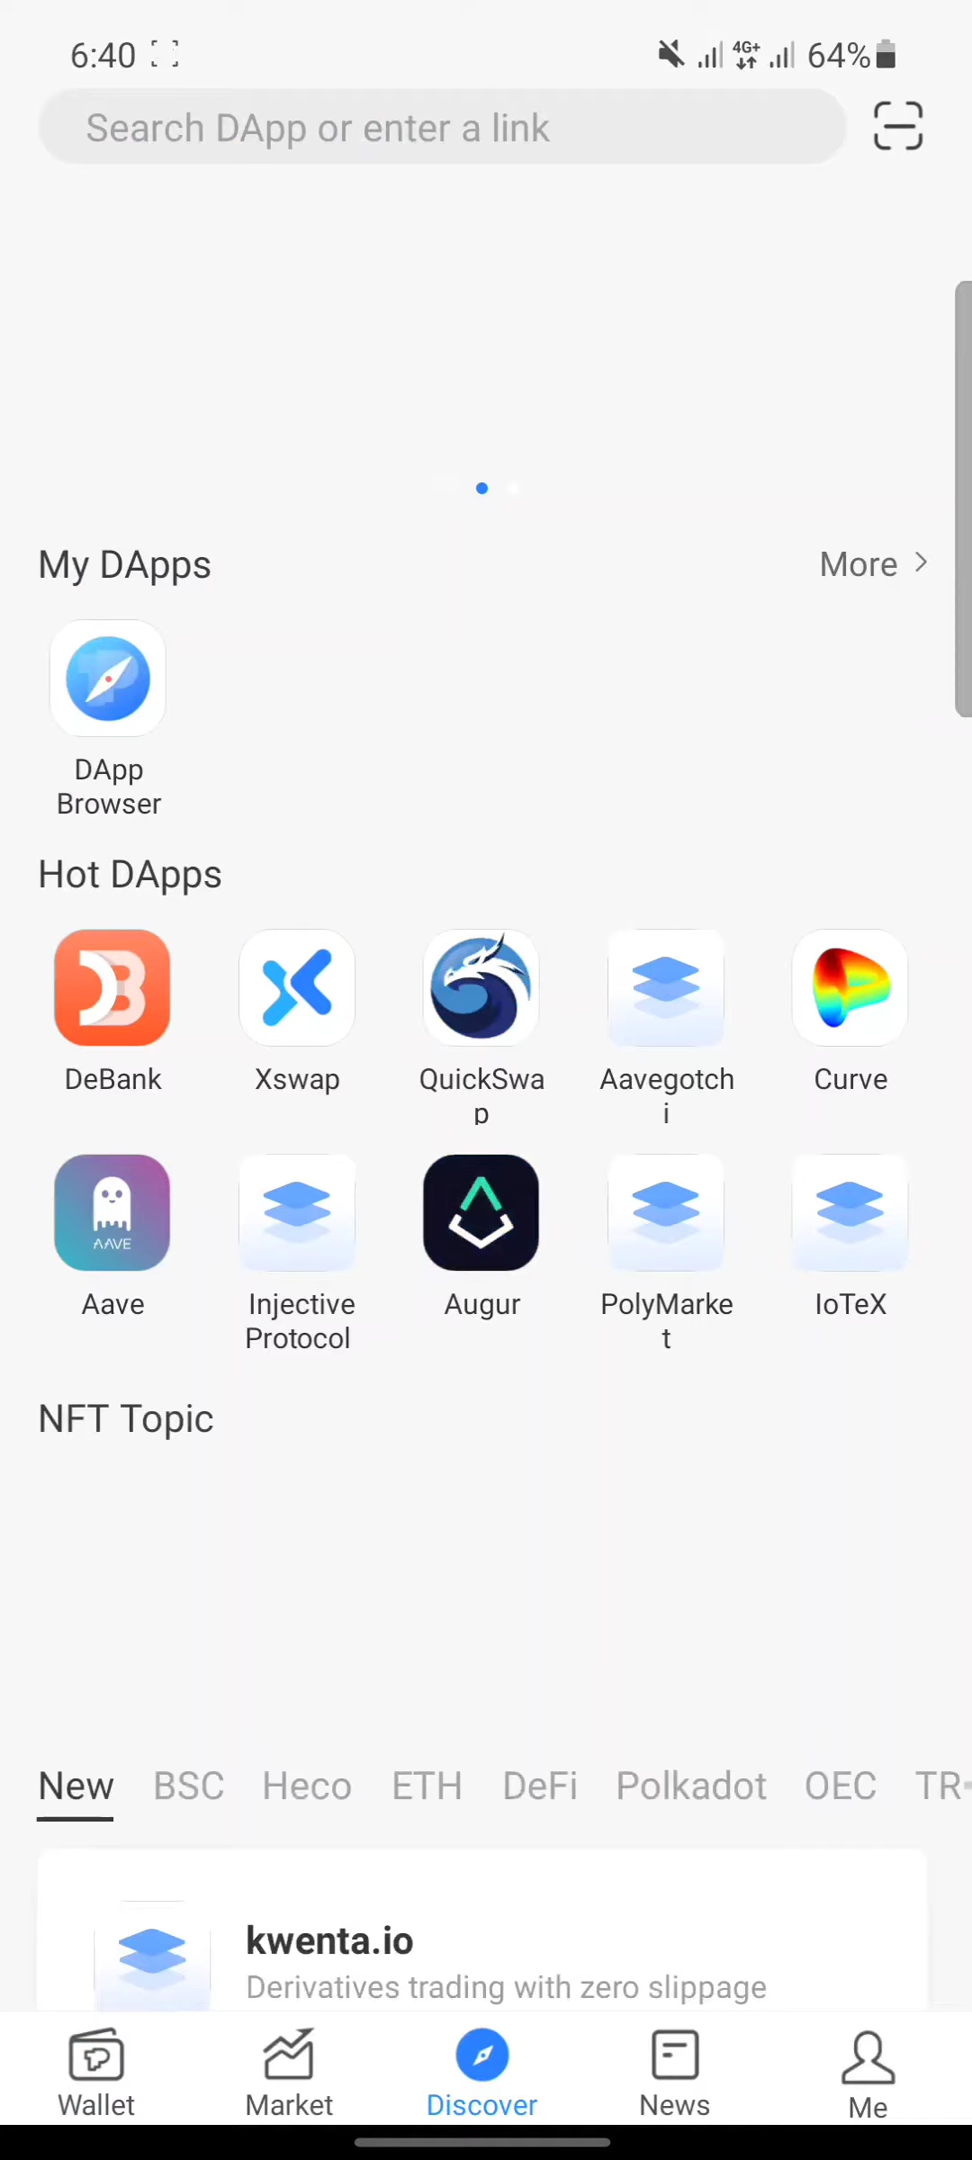 6:40
4G+
64%
Search DApp or enter a link
My DApps
More
DApp
Browser
Hot DApps
DeBank
Xswap
QuickSwa
p
Aavegotch
i
Curve
AAVE
Aave
Injective
Protocol
Augur
PolyMarke
t
IoTeX
NFT Topic
New BSC Heco ETH DeFi Polkadot OEC TR
kwenta.io
Derivatives trading with zero slippage
Wallet
Market
Discover
News
Me